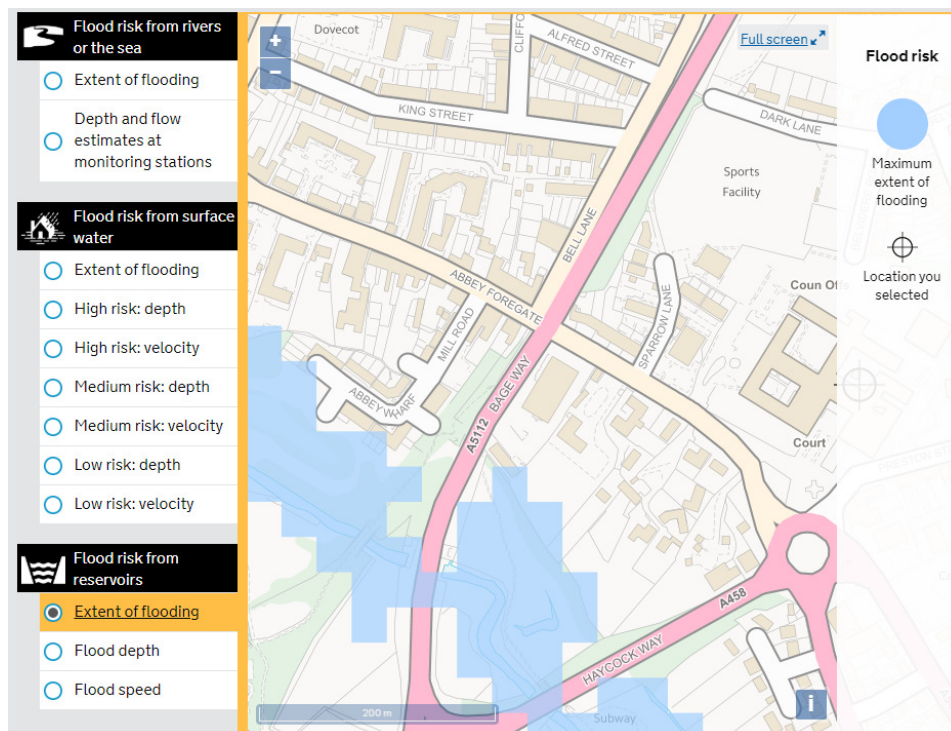 Flood risk from rivers
or the sea
Extent of flooding
Depth and flow
estimates at
monitoring stations
Flood risk from surface
water
Extent of flooding
High risk: depth
High risk: velocity
Medium risk: depth
Medium risk: velocity
Low risk: depth
Low risk: velocity
Flood risk from
reservoirs
Extent of flooding
Flood depth
Flood speed
+
−
Full screen
Dovecot
CLIFFO
ALFRED STREET
KING STREET
DARK LANE
Sports
Facility
BELL LANE
ABBEY FOREGATE
MILL ROAD
SPARROW LANE
Coun Offs
ABBEY WHARF
A5112 BAGE WAY
Court
A458
HAYCOCK WAY
200 m
Subway
i
Flood risk
Maximum
extent of
flooding
Location you
selected